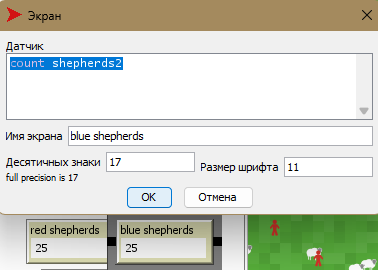 Экран
Датчик
count shepherds2
Имя экрана blue shepherds
Десятичных знаки 17 Размер шрифта 11
full precision is 17
OK Отмена
red shepherds blue shepherds
25 25